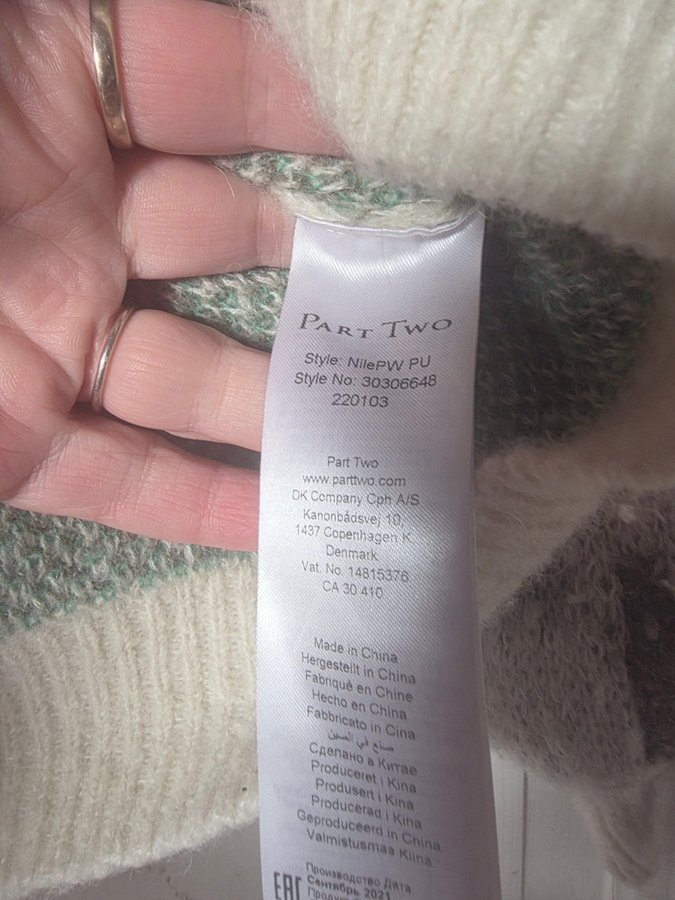 PART TWO
Style: NilePW PU
Style No: 30306648
220103
Part Two
www.parttwo.com
DK Company Cph A/S
Kanonbådsvej 10,
1437 Copenhagen K.
Denmark
Vat. No. 14815376
CA 30 410
Made in China
Hergestellt in China
Fabriqué en Chine
Hecho en China
Fabbricato in Cina
صنع في الصين
Сделано в Китае
Produceret i Kina
Produsert i Kina
Producerad i Kina
Geproduceerd in China
Valmistusmaa Kiina
EAC
Производство Дата
Сентябрь 2021